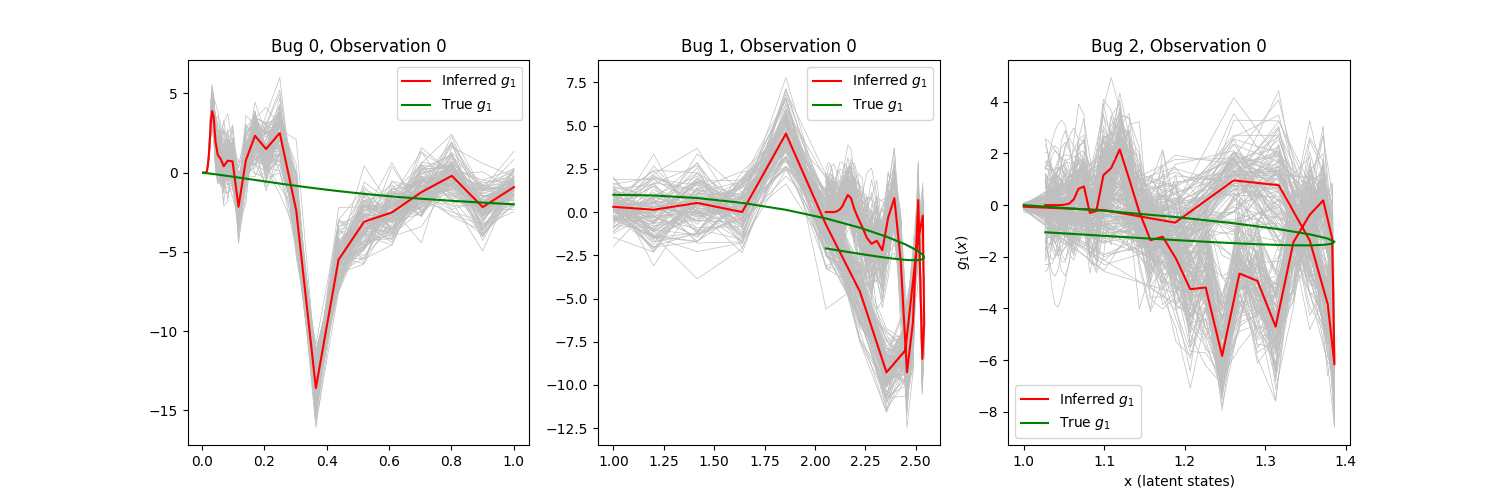 Bug 0, Observation 0
Inferred g₁
True g₁
5
0
−5
−10
−15
0.0 0.2 0.4 0.6 0.8 1.0
Bug 1, Observation 0
Inferred g₁
True g₁
7.5
5.0
2.5
0.0
−2.5
−5.0
−7.5
−10.0
−12.5
1.00 1.25 1.50 1.75 2.00 2.25 2.50
Bug 2, Observation 0
g₁(x)
4
2
0
−2
−4
−6
−8
Inferred g₁
True g₁
1.0 1.1 1.2 1.3 1.4
x (latent states)